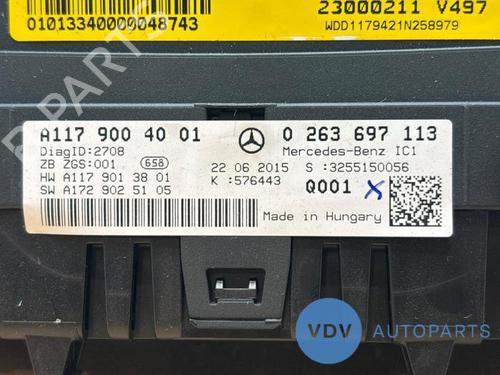 23000211 V497
01013340000048743
WDD1179421N258979
A117 900 40 01
0 263 697 113
DiagID:2708
Mercedes-Benz IC1
ZB ZGS:001
658
22 06 2015
S :3255150056
HW A117 901 38 01
K :576443
Q001 X
SW A172 902 51 05
Made in Hungary
VDV AUTOPARTS